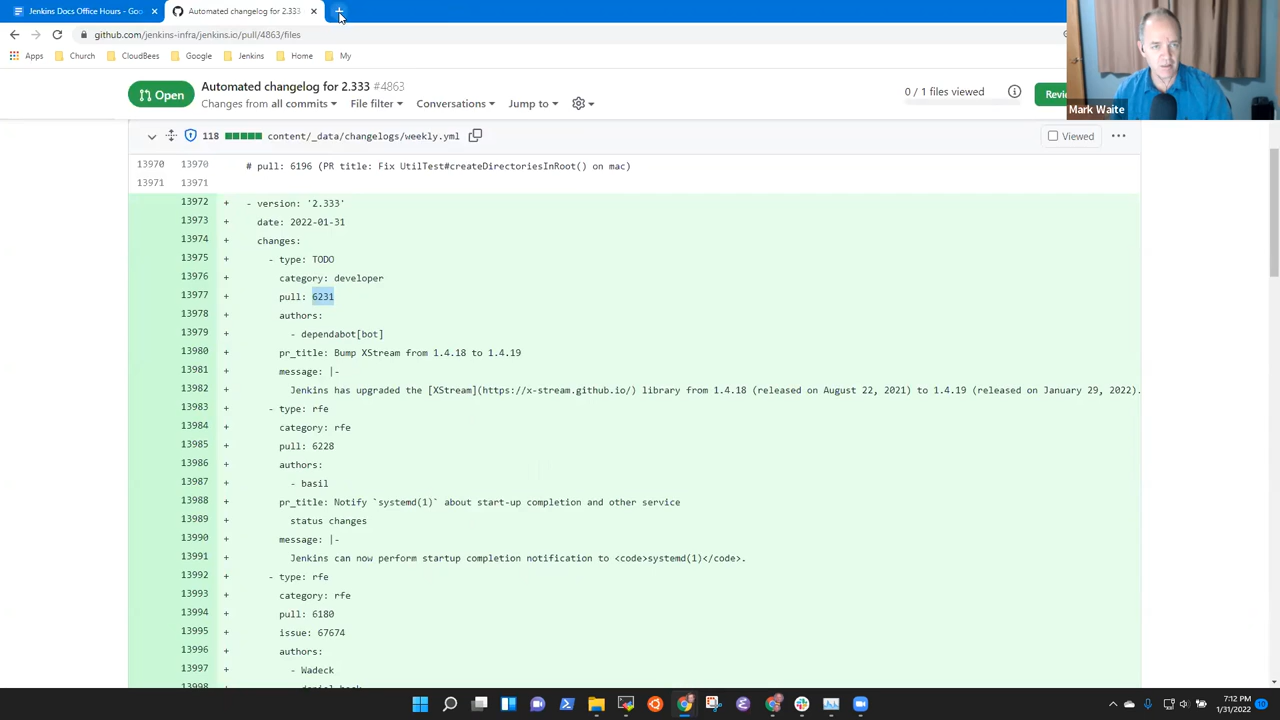 Jenkins Docs Office Hours - Goo
Automated changelog for 2.333
github.com/jenkins-infra/jenkins.io/pull/4863/files
Apps Church CloudBees Google Jenkins Home My
Open
Automated changelog for 2.333 #4863
Changes from all commits File filter Conversations Jump to
0 / 1 files viewed
Mark Waite
118 content/_data/changelogs/weekly.yml
Viewed
13970 13970 # pull: 6196 (PR title: Fix UtilTest#createDirectoriesInRoot() on mac)
13971 13971
13972 + - version: '2.333'
13973 + date: 2022-01-31
13974 + changes:
13975 + - type: TODO
13976 + category: developer
13977 + pull: 6231
13978 + authors:
13979 + - dependabot[bot]
13980 + pr_title: Bump XStream from 1.4.18 to 1.4.19
13981 + message: |-
13982 + Jenkins has upgraded the [XStream](https://x-stream.github.io/) library from 1.4.18 (released on August 22, 2021) to 1.4.19 (released on January 29, 2022).
13983 + - type: rfe
13984 + category: rfe
13985 + pull: 6228
13986 + authors:
13987 + - basil
13988 + pr_title: Notify `systemd(1)` about start-up completion and other service
13989 + status changes
13990 + message: |-
13991 + Jenkins can now perform startup completion notification to <code>systemd(1)</code>.
13992 + - type: rfe
13993 + category: rfe
13994 + pull: 6180
13995 + issue: 67674
13996 + authors:
13997 + - Wadeck
13998 +
7:12 PM
1/31/2022